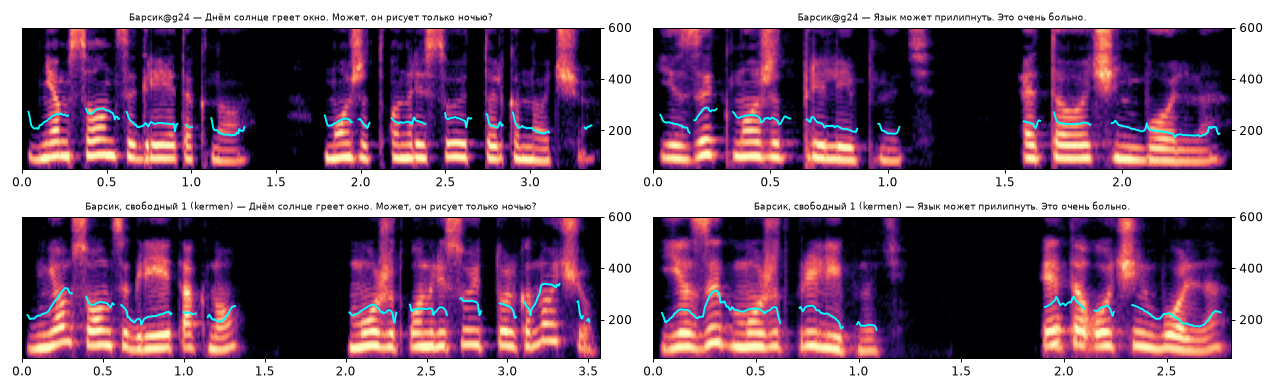 Барсик@g24 — Днём солнце греет окно. Может, он рисует только ночью?
600
400
200
0.0 0.5 1.0 1.5 2.0 2.5 3.0
Барсик@g24 — Язык может прилипнуть. Это очень больно.
600
400
200
0.0 0.5 1.0 1.5 2.0
Барсик, свободный 1 (kermen) — Днём солнце греет окно. Может, он рисует только ночью?
600
400
200
0.0 0.5 1.0 1.5 2.0 2.5 3.0 3.5
Барсик, свободный 1 (kermen) — Язык может прилипнуть. Это очень больно.
600
400
200
0.0 0.5 1.0 1.5 2.0 2.5